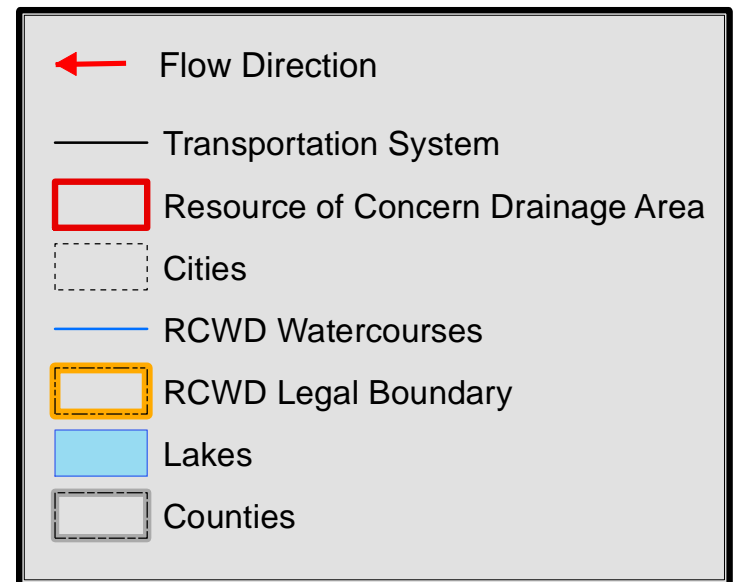 Flow Direction
Transportation System
Resource of Concern Drainage Area
Cities
RCWD Watercourses
RCWD Legal Boundary
Lakes
Counties